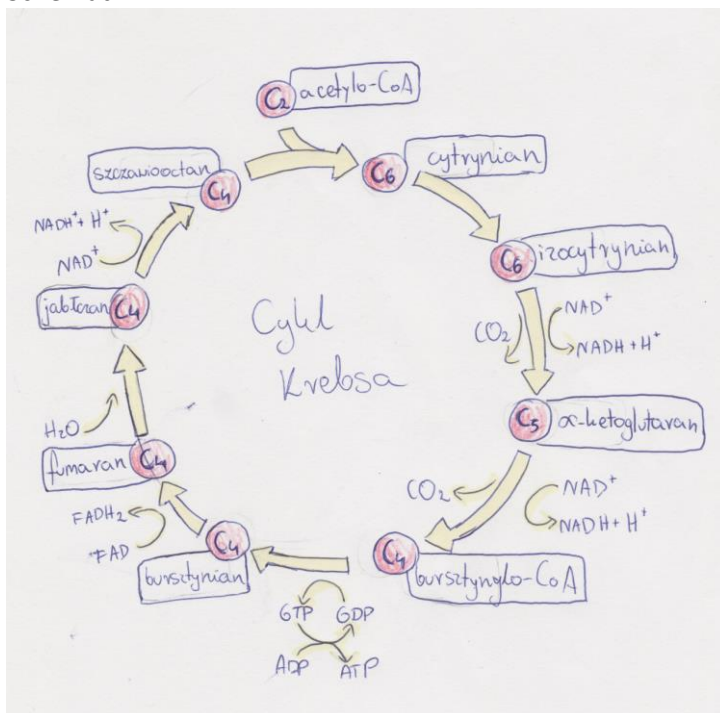 C2 acetylo-CoA
szczawiooctan C4
C6 cytrynian
C6 izocytrynian
NADH⁺ + H⁺
NAD⁺
jabłczan C4
Cykl
Krebsa
CO2
NAD⁺
NADH + H⁺
C5 α-ketoglutaran
H2O
fumaran C4
CO2
NAD⁺
NADH + H⁺
FADH2
FAD
C4
bursztynian
C4
bursztynylo-CoA
GTP GDP
ADP ATP